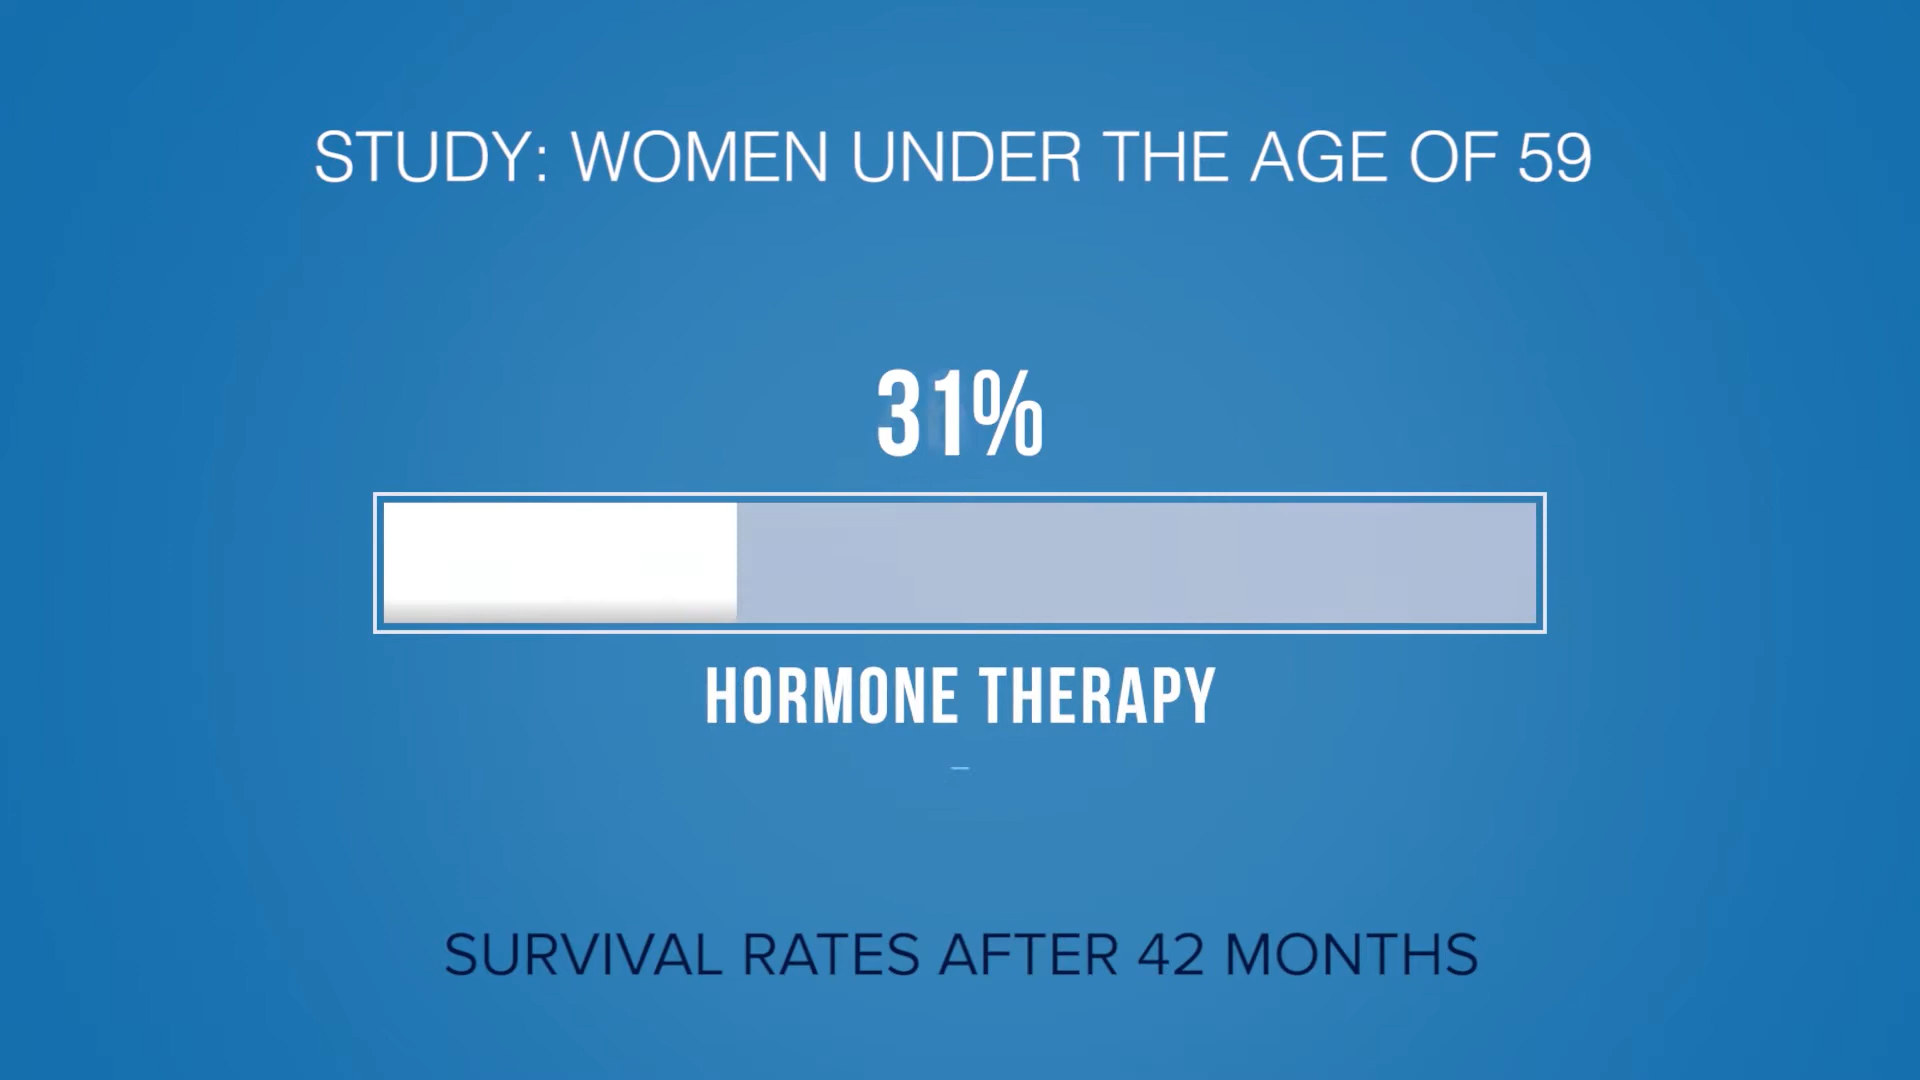 STUDY: WOMEN UNDER THE AGE OF 59
31%
HORMONE THERAPY
SURVIVAL RATES AFTER 42 MONTHS